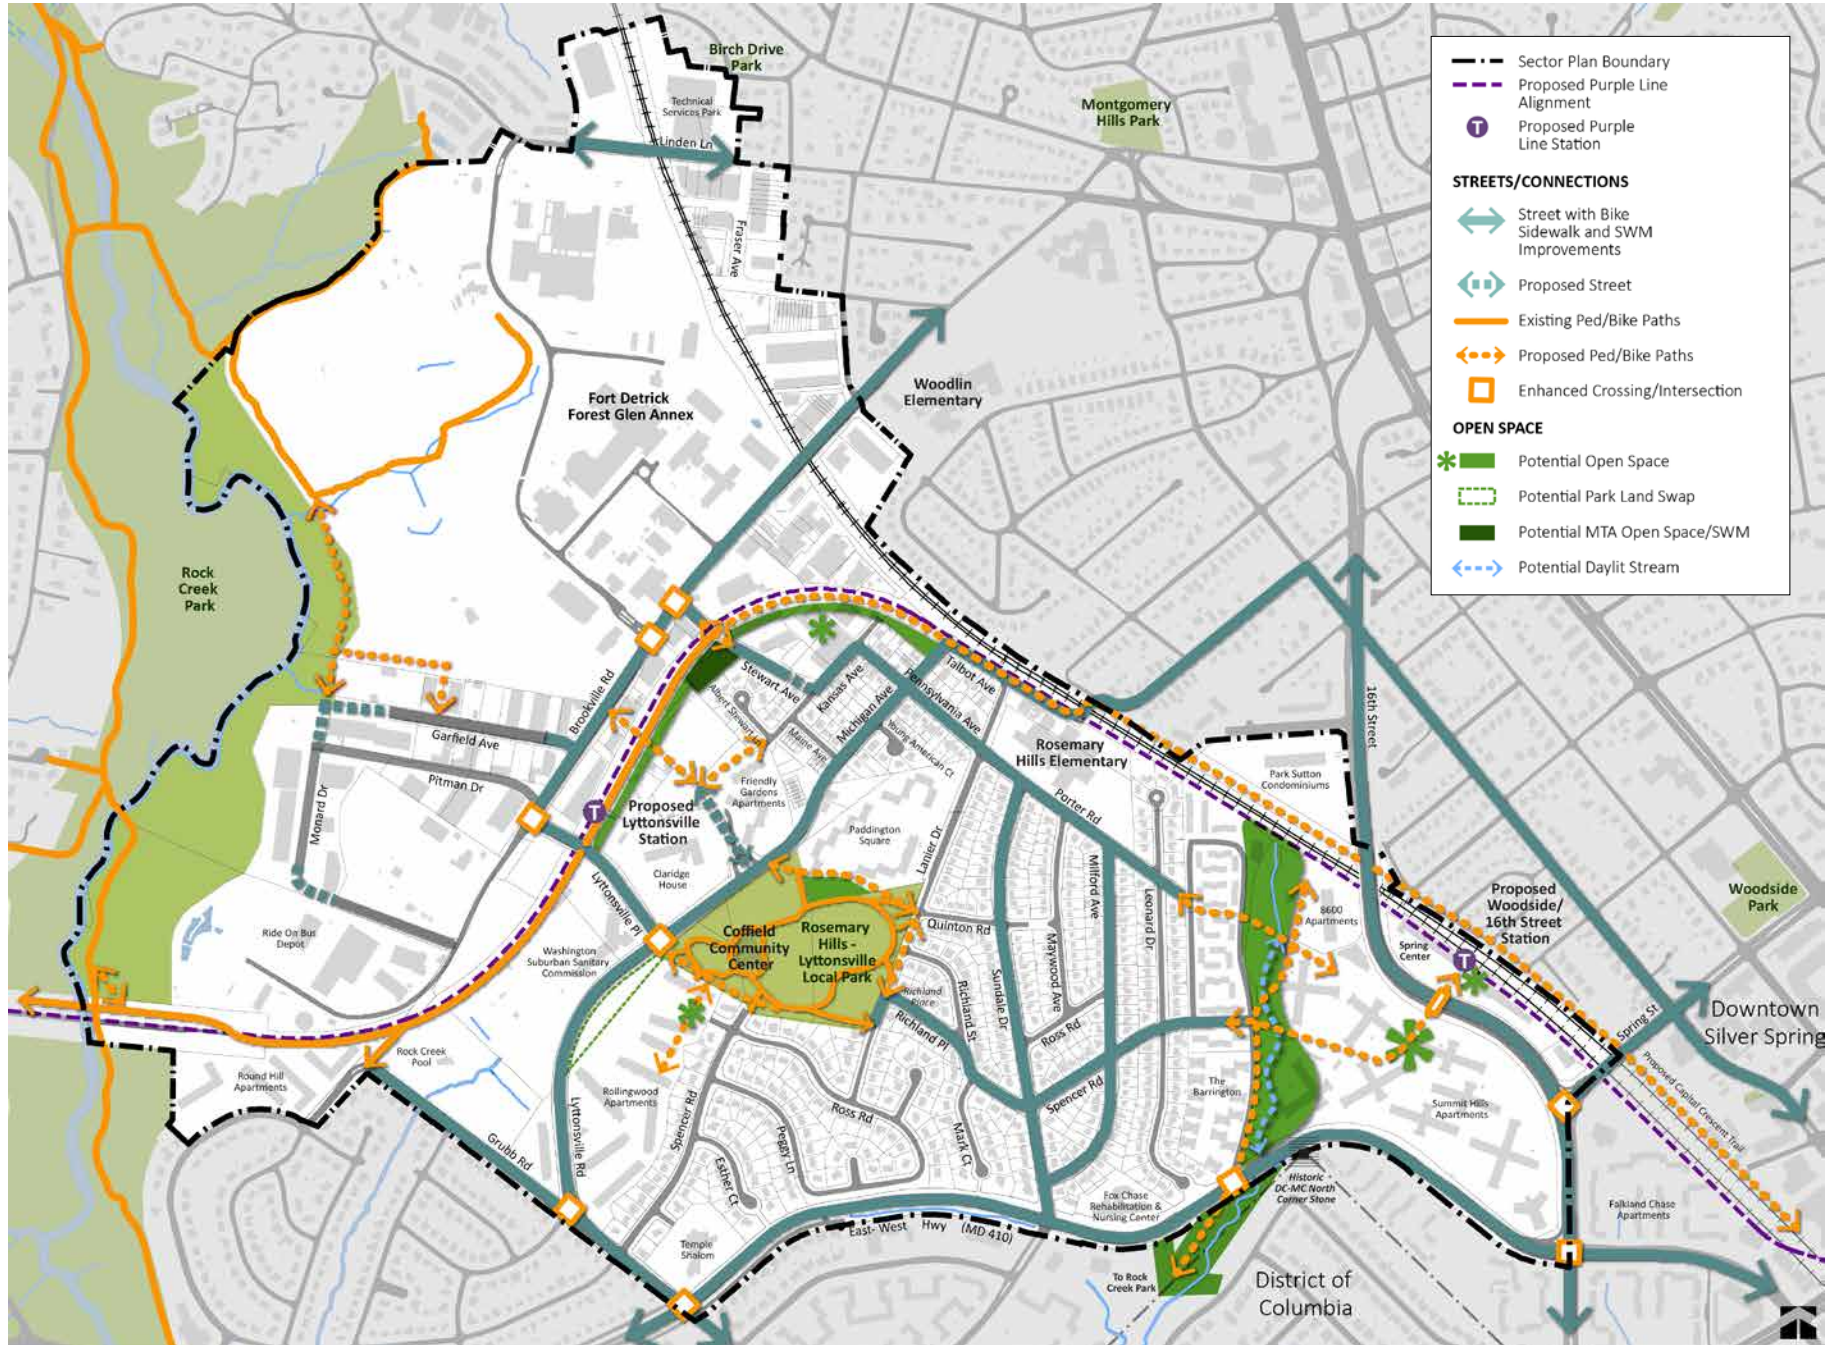 Birch Drive
Park
Technical
Services Park
Linden Ln
Montgomery
Hills Park
Fraser Ave
Woodlin
Elementary
Fort Detrick
Forest Glen Annex
Rock
Creek
Park
Sector Plan Boundary
Proposed Purple Line
Alignment
T
Proposed Purple
Line Station
STREETS/CONNECTIONS
Street with Bike
Sidewalk and SWM
Improvements
Proposed Street
Existing Ped/Bike Paths
Proposed Ped/Bike Paths
Enhanced Crossing/Intersection
OPEN SPACE
Potential Open Space
Potential Park Land Swap
Potential MTA Open Space/SWM
Potential Daylit Stream
Brookville Rd
Garfield Ave
Pitman Dr
Monard Dr
Stewart Ave
Albert Stewart Ln
Kansas Ave
Maine Ave
Michigan Ave
Pennsylvania Ave
Talbot Ave
Young American Ct
Rosemary
Hills Elementary
16th Street
Park Sutton
Condominiums
Friendly
Gardens
Apartments
T
Proposed
Lyttonsville
Station
Porter Rd
Paddington
Square
Lanier Dr
Claridge
House
Lyttonsville Pl
Milford Ave
Leonard Dr
8600
Apartments
Proposed
Woodside/
16th Street
Station
Woodside
Park
Ride On Bus
Depot
Washington
Suburban Sanitary
Commission
Coffield
Community
Center
Rosemary
Hills -
Lyttonsville
Local Park
Quinton Rd
Maywood Ave
Sundale Dr
Spring
Center
T
Richland
Place
Richland St
Richland Pl
Ross Rd
Spring St
Downtown
Silver Spring
Rock Creek
Pool
Round Hill
Apartments
Rollingwood
Apartments
Spencer Rd
Ross Rd
Spencer Rd
The
Barrington
Summit Hills
Apartments
Proposed Capital Crescent Trail
Grubb Rd
Lyttonsville Rd
Peggy Ln
Mark Ct
Esther Ct
Fox Chase
Rehabilitation &
Nursing Center
Historic
DC-MC North
Corner Stone
Falkland Chase
Apartments
Temple
Shalom
East- West Hwy (MD 410)
To Rock
Creek Park
District of
Columbia